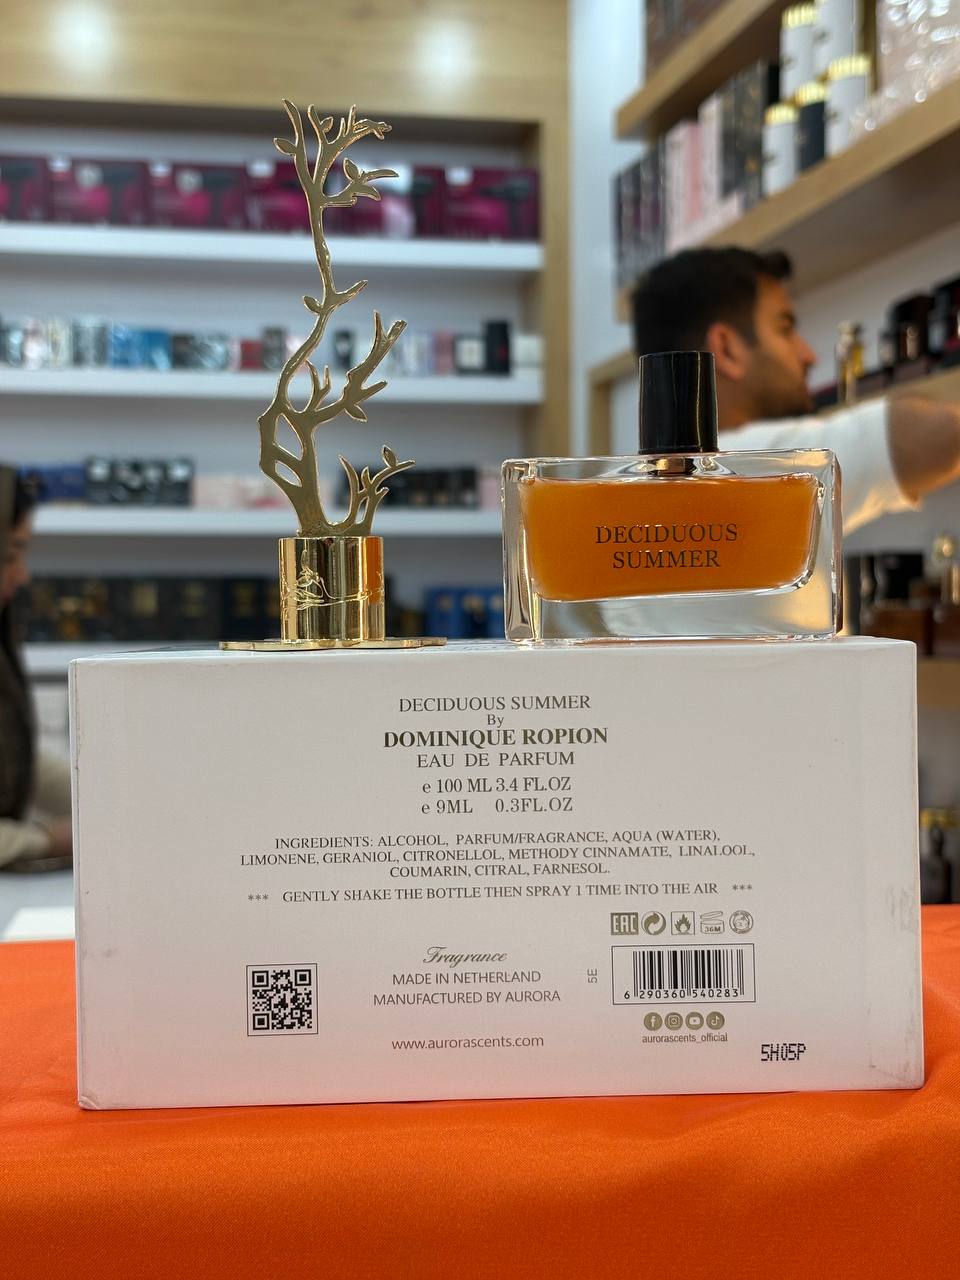 DECIDUOUS
SUMMER
DECIDUOUS SUMMER
By
DOMINIQUE ROPION
EAU DE PARFUM
e 100 ML 3.4 FL.OZ
e 9ML 0.3FL.OZ
INGREDIENTS: ALCOHOL, PARFUM/FRAGRANCE, AQUA (WATER),
LIMONENE, GERANIOL, CITRONELLOL, METHODY CINNAMATE, LINALOOL,
COUMARIN, CITRAL, FARNESOL.
*** GENTLY SHAKE THE BOTTLE THEN SPRAY 1 TIME INTO THE AIR ***
EAC
36M
Fragrance
MADE IN NETHERLAND
MANUFACTURED BY AURORA
5E
6 290360 540283
www.aurorascents.com
aurorascents_official
5H05P